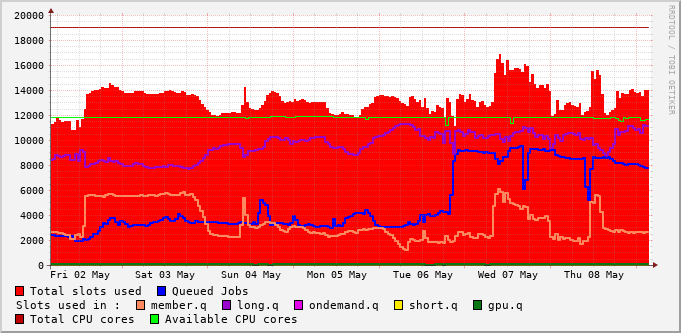 20000
18000
16000
14000
12000
10000
8000
6000
4000
2000
0
Fri 02 May Sat 03 May Sun 04 May Mon 05 May Tue 06 May Wed 07 May Thu 08 May
Total slots used Queued Jobs
Slots used in : member.q long.q ondemand.q short.q gpu.q
Total CPU cores Available CPU cores
RRDTOOL / TOBI OETIKER